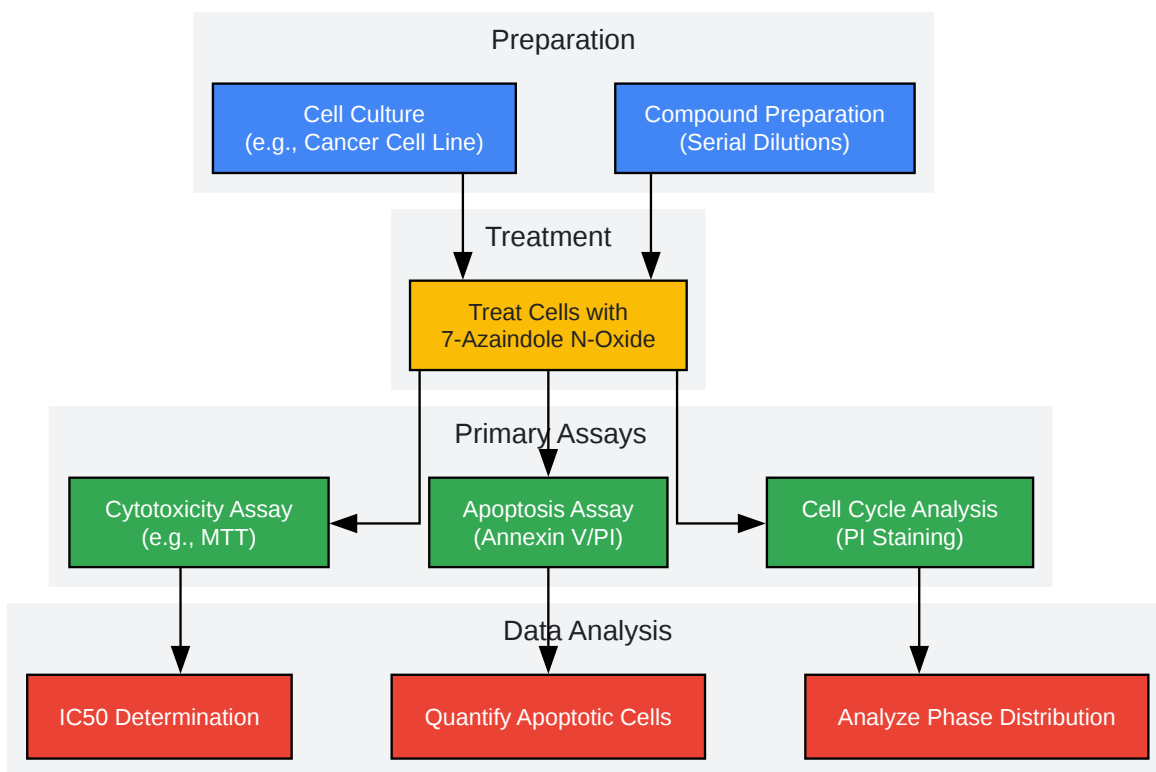 Preparation
Cell Culture
(e.g., Cancer Cell Line)
Compound Preparation
(Serial Dilutions)
Treatment
Treat Cells with
7-Azaindole N-Oxide
Primary Assays
Cytotoxicity Assay
(e.g., MTT)
Apoptosis Assay
(Annexin V/PI)
Cell Cycle Analysis
(PI Staining)
Data Analysis
IC50 Determination
Quantify Apoptotic Cells
Analyze Phase Distribution